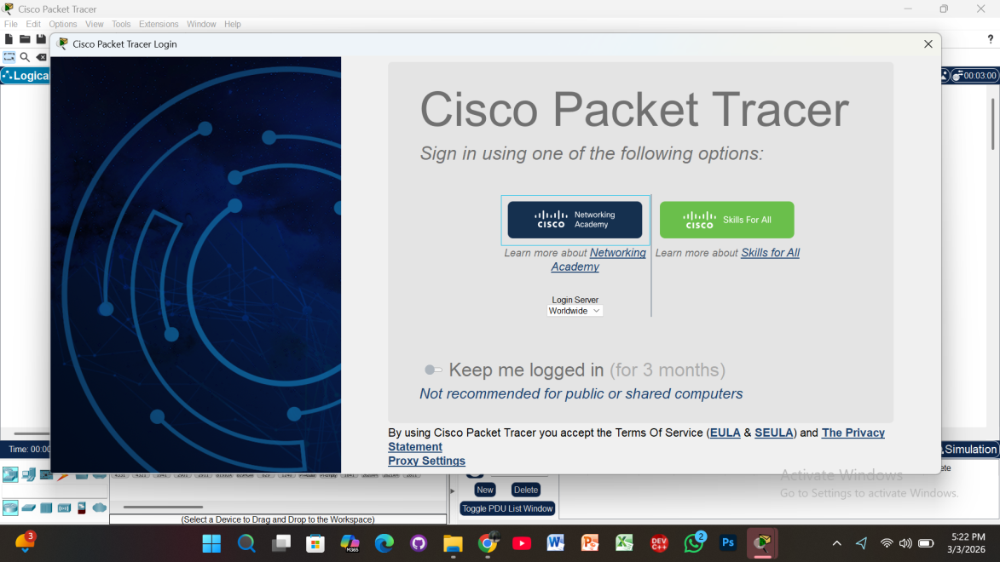 Cisco Packet Tracer
File Edit Options View Tools Extensions Window Help
Cisco Packet Tracer Login
?
Logica
00:03:00
Cisco Packet Tracer
Sign in using one of the following options:
CISCO Networking Academy
CISCO Skills For All
Learn more about Networking Academy
Learn more about Skills for All
Login Server
Worldwide
Keep me logged in (for 3 months)
Not recommended for public or shared computers
By using Cisco Packet Tracer you accept the Terms Of Service (EULA & SEULA) and The Privacy
Statement
Proxy Settings
Time: 00:00
Simulation
Activate Windows
Go to Settings to activate Windows.
New Delete
Toggle PDU List Window
(Select a Device to Drag and Drop to the Workspace)
3
M365
DEV C++
2
Ps
5:22 PM
3/3/2026